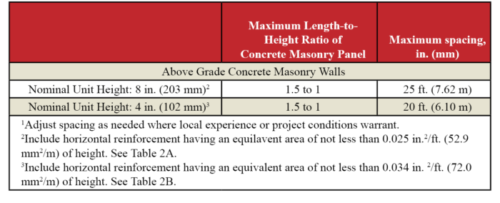 Maximum Length-to-
Height Ratio of
Concrete Masonry Panel
Maximum spacing,
in. (mm)
Above Grade Concrete Masonry Walls
Nominal Unit Height: 8 in. (203 mm)² 1.5 to 1 25 ft. (7.62 m)
Nominal Unit Height: 4 in. (102 mm)³ 1.5 to 1 20 ft. (6.10 m)
¹Adjust spacing as needed where local experience or project conditions warrant.
²Include horizontal reinforcement having an equilavent area of not less than 0.025 in.²/ft. (52.9
mm²/m) of height. See Table 2A.
³Include horizontal reinforcement having an equivalent area of not less than 0.034 in. ²/ft. (72.0
mm²/m) of height. See Table 2B.